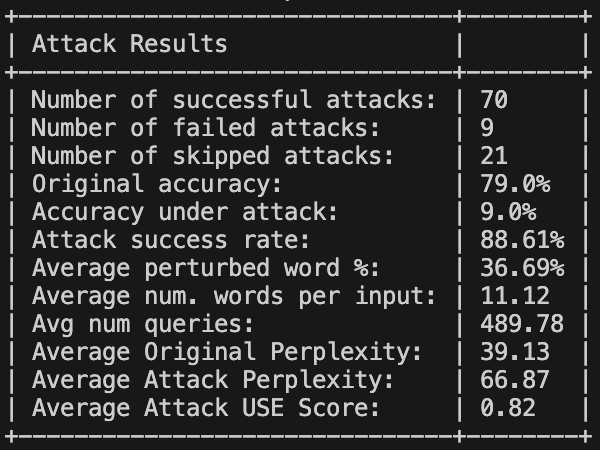 +-------------------------------+--------+
| Attack Results                |        |
+-------------------------------+--------+
| Number of successful attacks: | 70     |
| Number of failed attacks:     | 9      |
| Number of skipped attacks:    | 21     |
| Original accuracy:            | 79.0%  |
| Accuracy under attack:        | 9.0%   |
| Attack success rate:          | 88.61% |
| Average perturbed word %:     | 36.69% |
| Average num. words per input: | 11.12  |
| Avg num queries:              | 489.78 |
| Average Original Perplexity:  | 39.13  |
| Average Attack Perplexity:    | 66.87  |
| Average Attack USE Score:     | 0.82   |
+-------------------------------+--------+